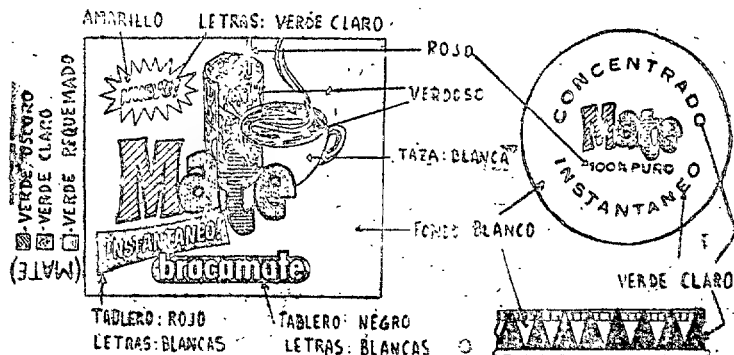 AMARILLO
LETRAS: VERDE CLARO
ROJO
VERDOSO
TAZA: BLANCA
FONDO BLANCO
VERDE OSCURO
VERDE CLARO
VERDE REQUEMADO
(MATE)
Mate
INSTANTANEO
bracamate
TABLERO: ROJO
LETRAS: BLANCAS
TABLERO: NEGRO
LETRAS: BLANCAS
CONCENTRADO
Mate
100% PURO
INSTANTANEO
VERDE CLARO